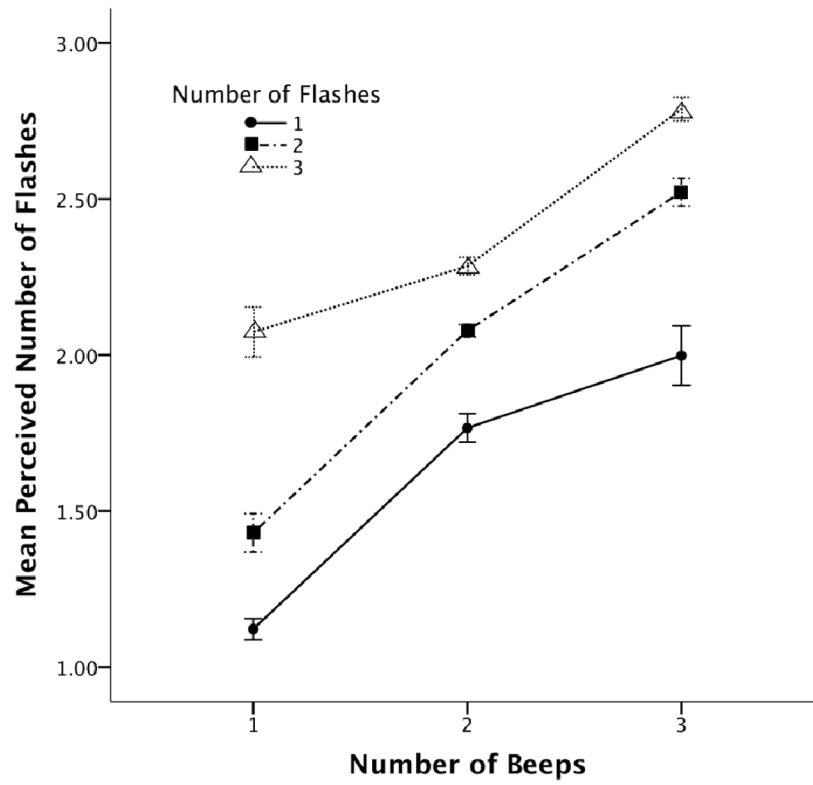 3.00
2.50
2.00
1.50
1.00
Mean Perceived Number of Flashes
Number of Flashes
1
2
3
1 2 3
Number of Beeps